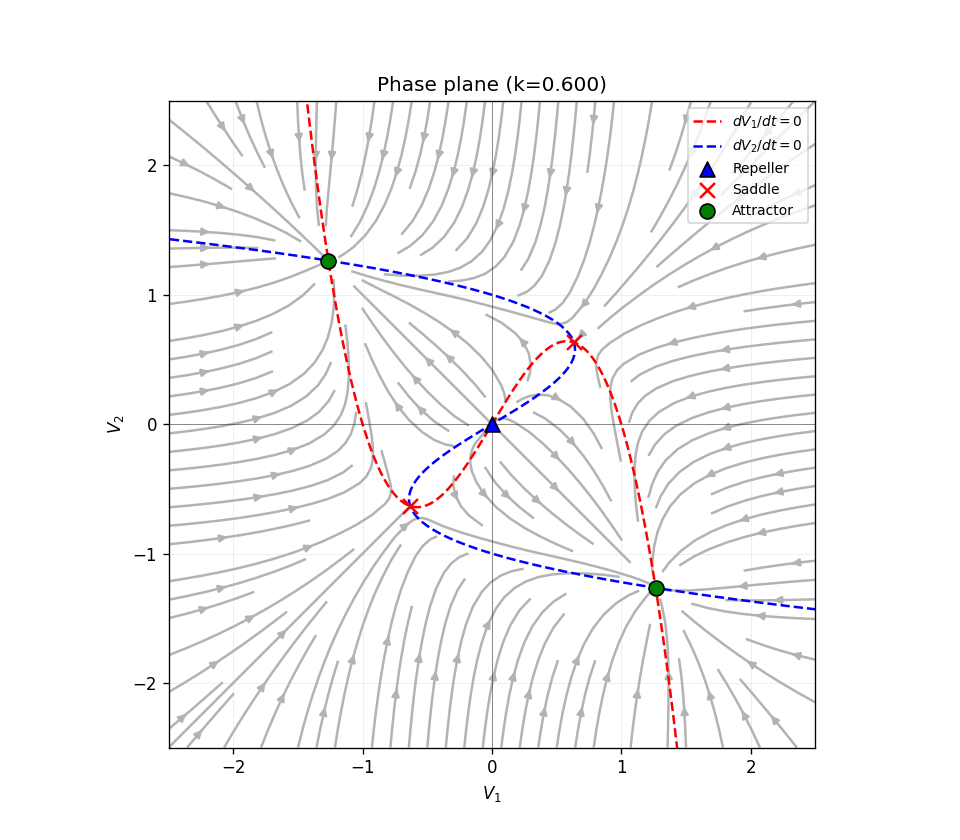 Phase plane (k=0.600)
dV₁/dt = 0
dV₂/dt = 0
Repeller
Saddle
Attractor
2
1
0
−1
−2
V₂
−2
−1
0
1
2
V₁